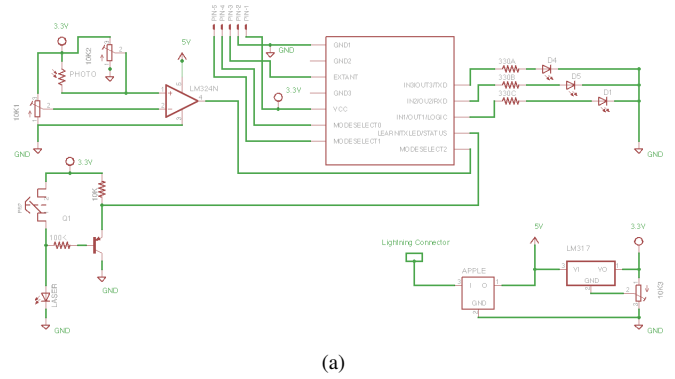 PIN-5
PIN-4
PIN-3
PIN-2
PIN-1
3.3V
10K2
PHOTO
5V
LM324N
10K1
GND
GND
3.3V
GND1
GND2
EXTANT
GND3
VCC
MODESELECT0
MODESELECT1
IN3/OUT3/TXD
IN2/OUT2/RXD
IN1/OUT1/LOGIC
LEARN/TXLED/STATUS
MODESELECT2
330A
330B
330C
D4
D5
D1
GND
3.3V
10K
Q1
100K
LASER
GND
GND
Lightning Connector
APPLE
I O
GND
5V
LM317
VI VO
GND
3.3V
10K3
GND
(a)